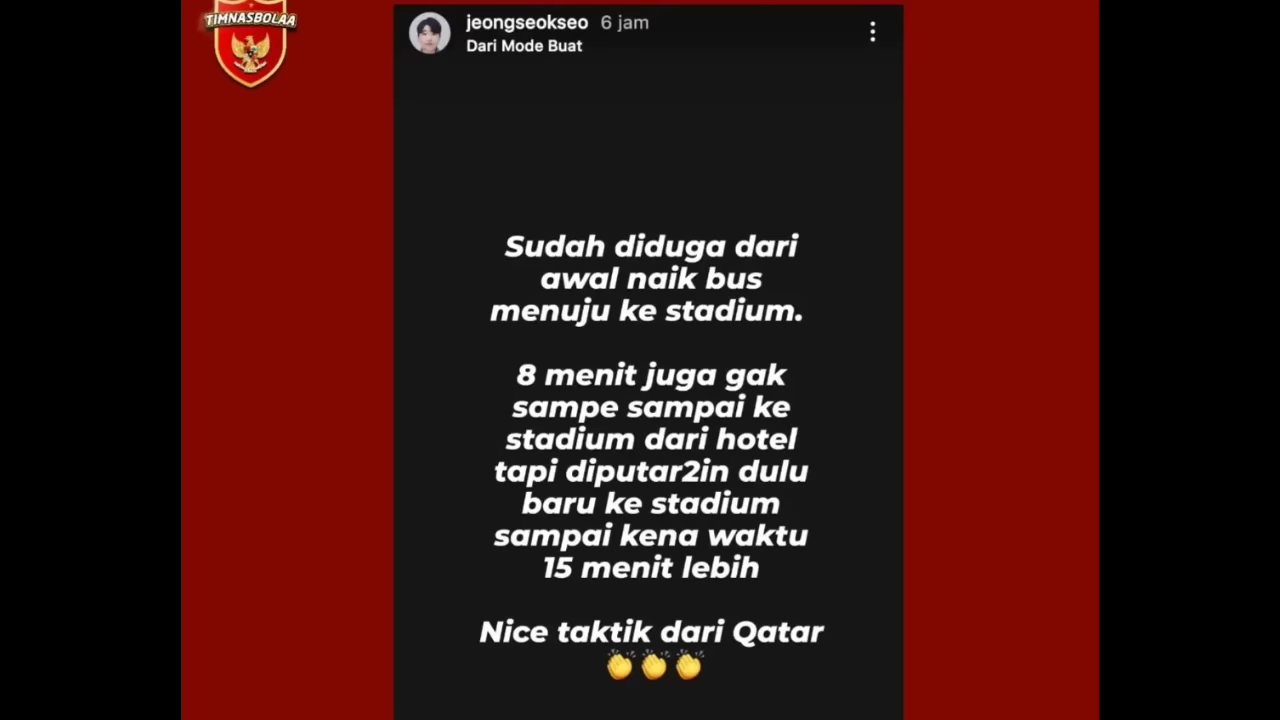 TIMNASBOLAA
jeongseokseo 6 jam
Dari Mode Buat
Sudah diduga dari
awal naik bus
menuju ke stadium.
8 menit juga gak
sampe sampai ke
stadium dari hotel
tapi diputar2in dulu
baru ke stadium
sampai kena waktu
15 menit lebih
Nice taktik dari Qatar
👏👏👏